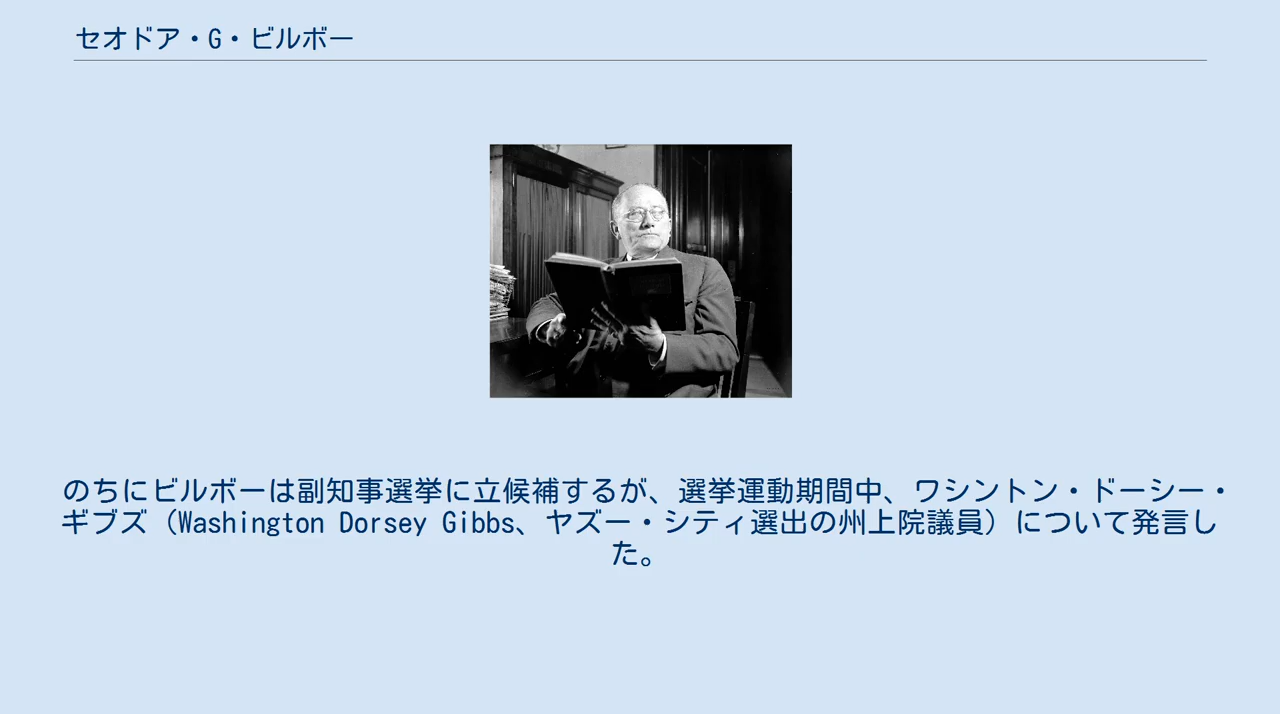 セオドア・G・ビルボー
のちにビルボーは副知事選挙に立候補するが、選挙運動期間中、ワシントン・ドーシー・
ギブズ（Washington Dorsey Gibbs、ヤズー・シティ選出の州上院議員）について発言し
た。